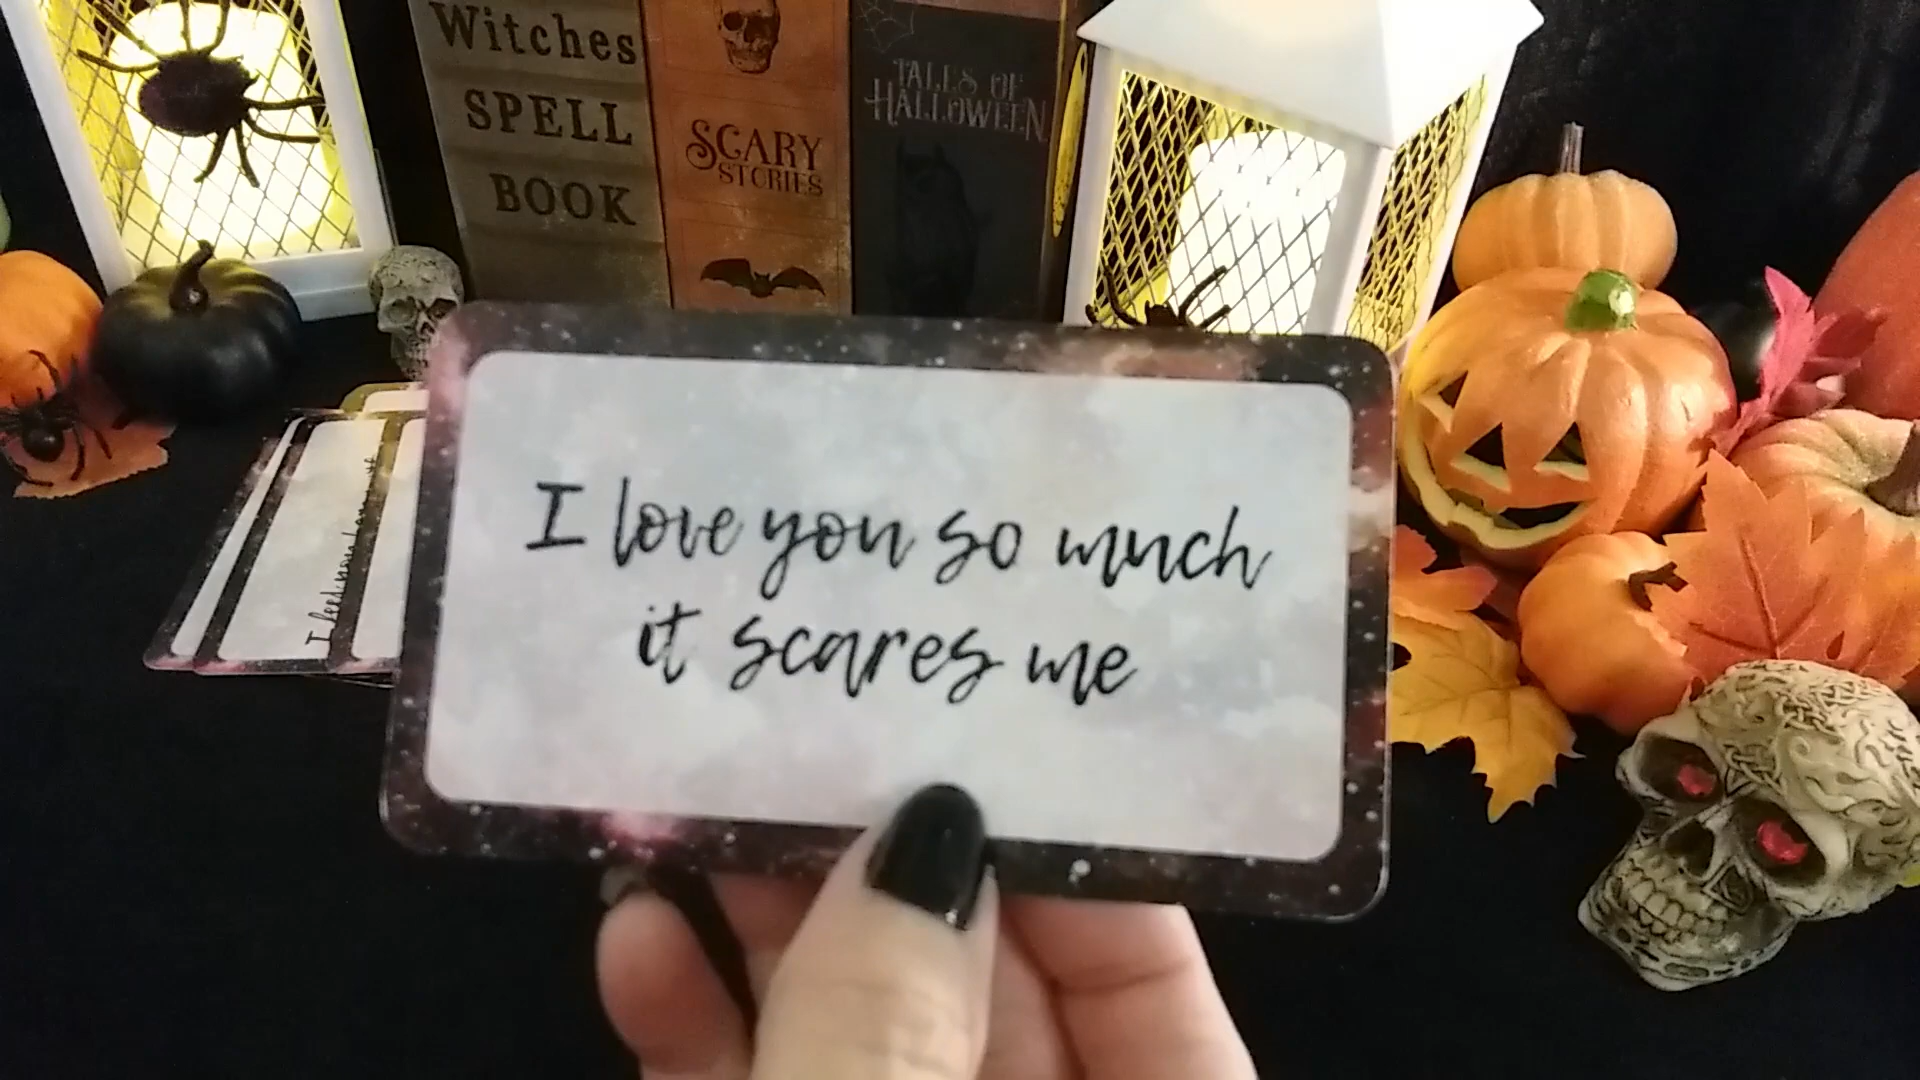 Witches
SPELL
BOOK
SCARY
STORIES
TALES OF
HALLOWEEN
I love you so much
it scares me